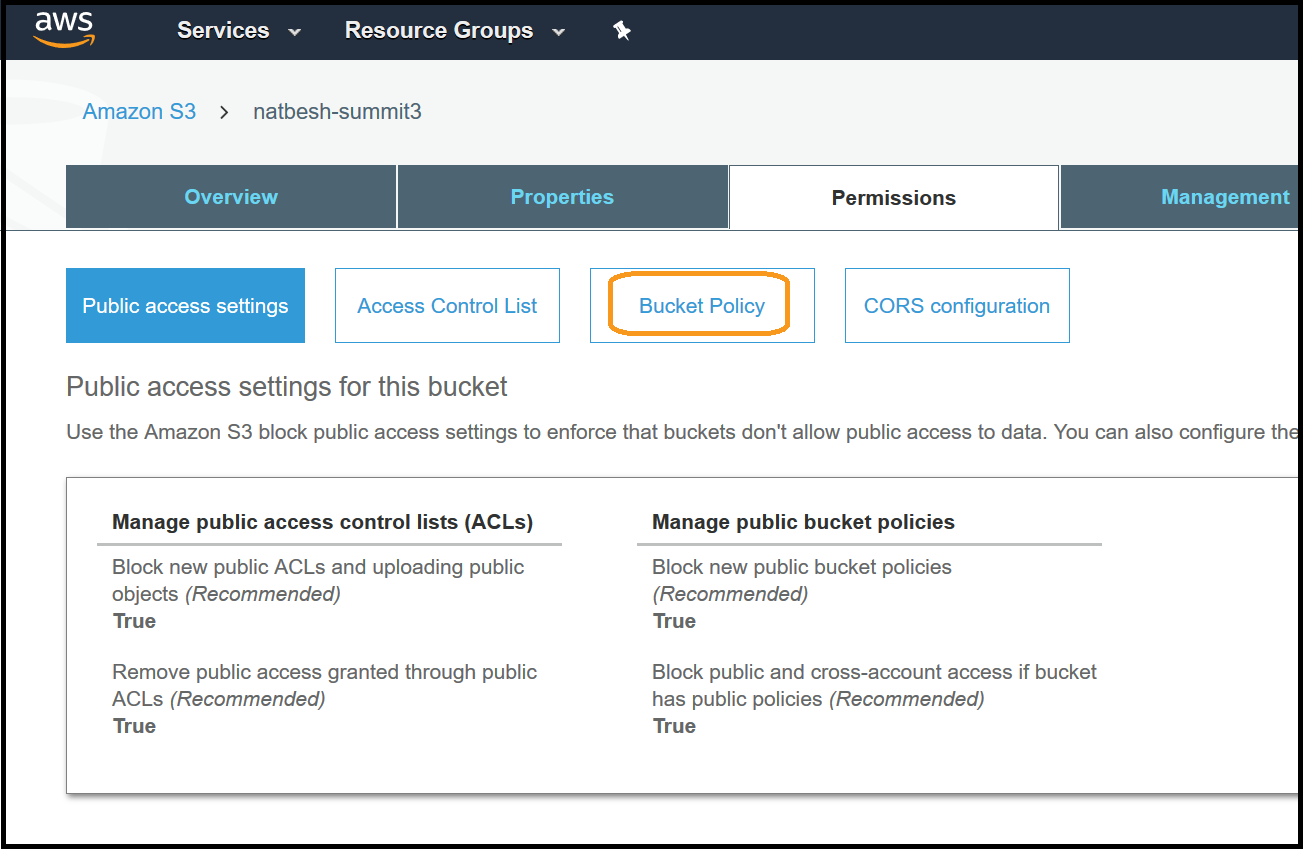 aws
Services
Resource Groups
Amazon S3 > natbesh-summit3
Overview
Properties
Permissions
Management
Public access settings
Access Control List
Bucket Policy
CORS configuration
Public access settings for this bucket
Use the Amazon S3 block public access settings to enforce that buckets don't allow public access to data. You can also configure the
Manage public access control lists (ACLs)
Block new public ACLs and uploading public
objects (Recommended)
True
Remove public access granted through public
ACLs (Recommended)
True
Manage public bucket policies
Block new public bucket policies
(Recommended)
True
Block public and cross-account access if bucket
has public policies (Recommended)
True